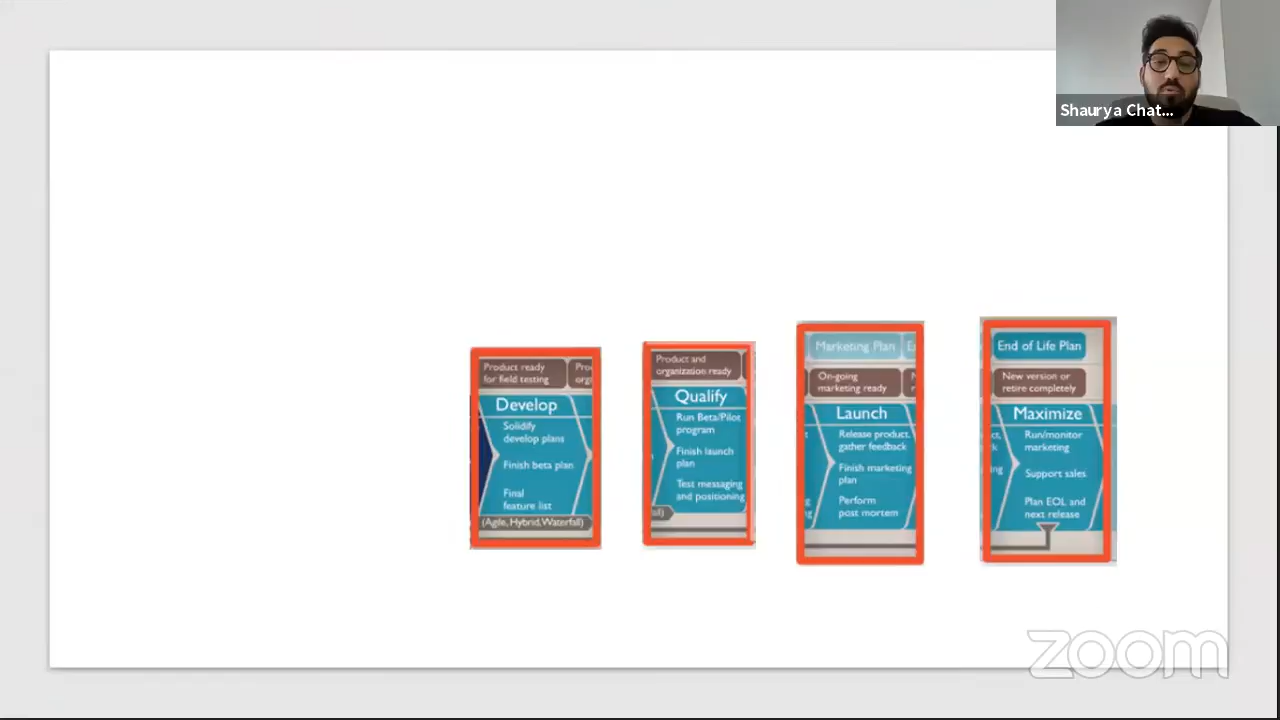 Shaurya Chat...
Product ready
for field testing
Develop
Solidify
develop plans
Finish beta plan
Final
feature list
(Agile, Hybrid, Waterfall)
Product and
organization ready
Qualify
Run Beta/Pilot
program
Finish launch
plan
Test messaging
and positioning
Marketing Plan
On-going
marketing ready
Launch
Release product,
gather feedback
Finish marketing
plan
Perform
post mortem
End of Life Plan
New version or
retire completely
Maximize
Run/monitor
marketing
Support sales
Plan EOL and
next release
zoom